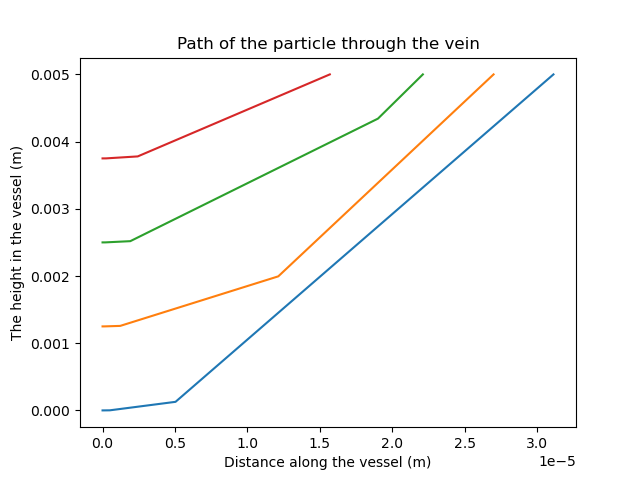 Path of the particle through the vein
The height in the vessel (m)
0.005
0.004
0.003
0.002
0.001
0.000
0.0 0.5 1.0 1.5 2.0 2.5 3.0
1e−5
Distance along the vessel (m)